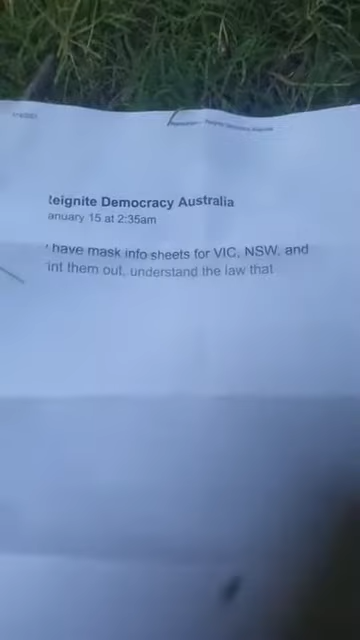 eignite Democracy Australia
anuary 15 at 2:35am
have mask info sheets for VIC, NSW, and
int them out, understand the law that